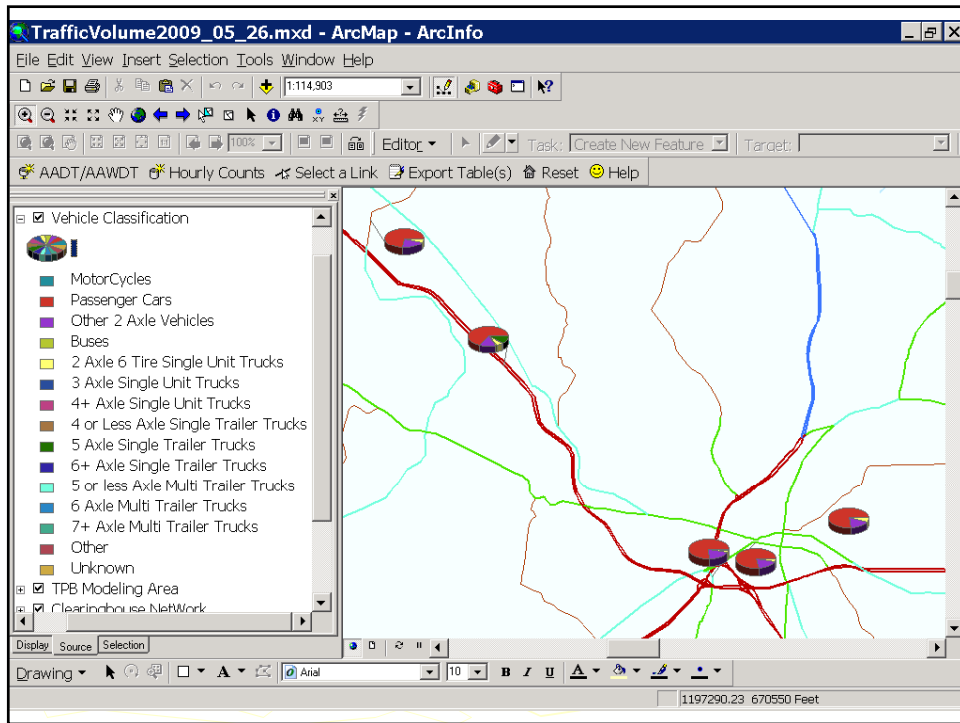 TrafficVolume2009_05_26.mxd - ArcMap - ArcInfo
File Edit View Insert Selection Tools Window Help
1:114,903
100% Editor Task: Create New Feature Target:
AADT/AAWDT Hourly Counts Select a Link Export Table(s) Reset Help
Vehicle Classification
MotorCycles
Passenger Cars
Other 2 Axle Vehicles
Buses
2 Axle 6 Tire Single Unit Trucks
3 Axle Single Unit Trucks
4+ Axle Single Unit Trucks
4 or Less Axle Single Trailer Trucks
5 Axle Single Trailer Trucks
6+ Axle Single Trailer Trucks
5 or less Axle Multi Trailer Trucks
6 Axle Multi Trailer Trucks
7+ Axle Multi Trailer Trucks
Other
Unknown
TPB Modeling Area
Clearinghouse NetWork
Display Source Selection
Drawing A Arial 10 B I U A
1197290.23 670550 Feet